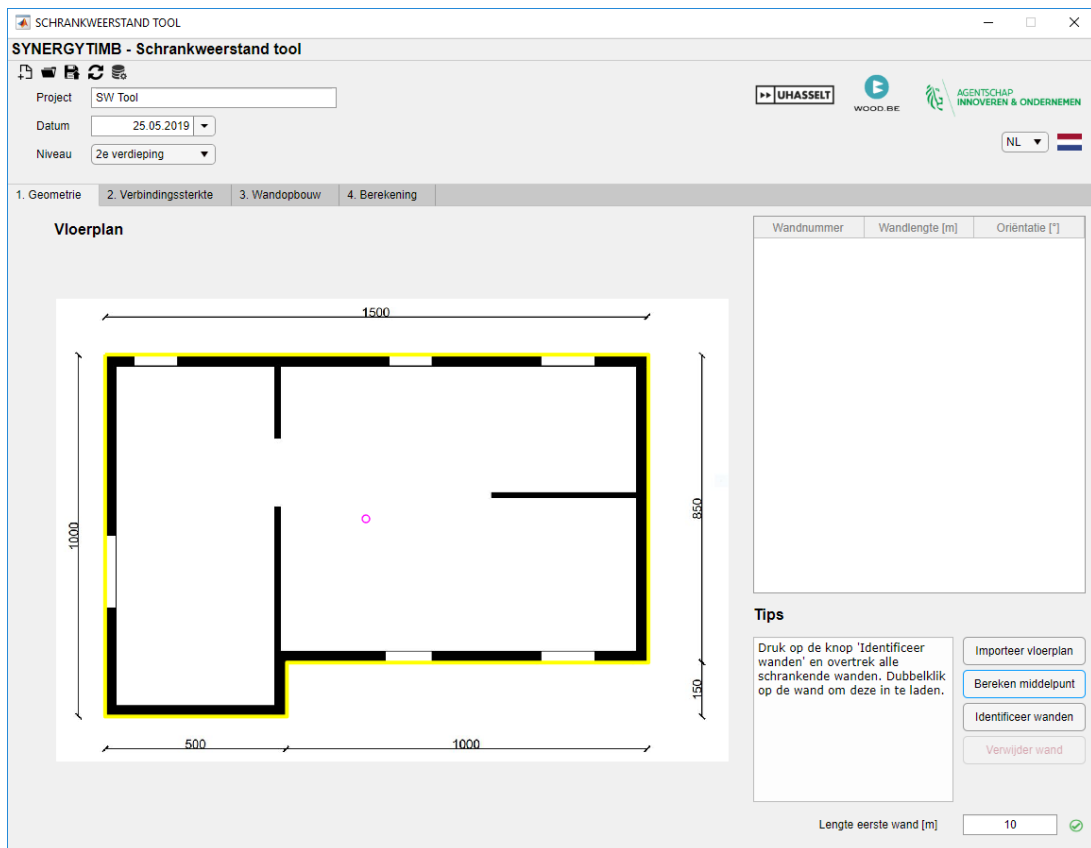 SCHRANKWEERSTAND TOOL
SYNERGYTIMB - Schrankweerstand tool
Project SW Tool
Datum 25.05.2019
Niveau 2e verdieping
UHASSELT
WOOD.BE
AGENTSCHAP
INNOVEREN & ONDERNEMEN
NL
1. Geometrie 2. Verbindingssterkte 3. Wandopbouw 4. Berekening
Vloerplan
1500
1000
850
150
500 1000
Wandnummer Wandlengte [m] Oriëntatie [°]
Tips
Druk op de knop 'Identificeer
wanden' en overtrek alle
schrankende wanden. Dubbelklik
op de wand om deze in te laden.
Importeer vloerplan
Bereken middelpunt
Identificeer wanden
Verwijder wand
Lengte eerste wand [m] 10